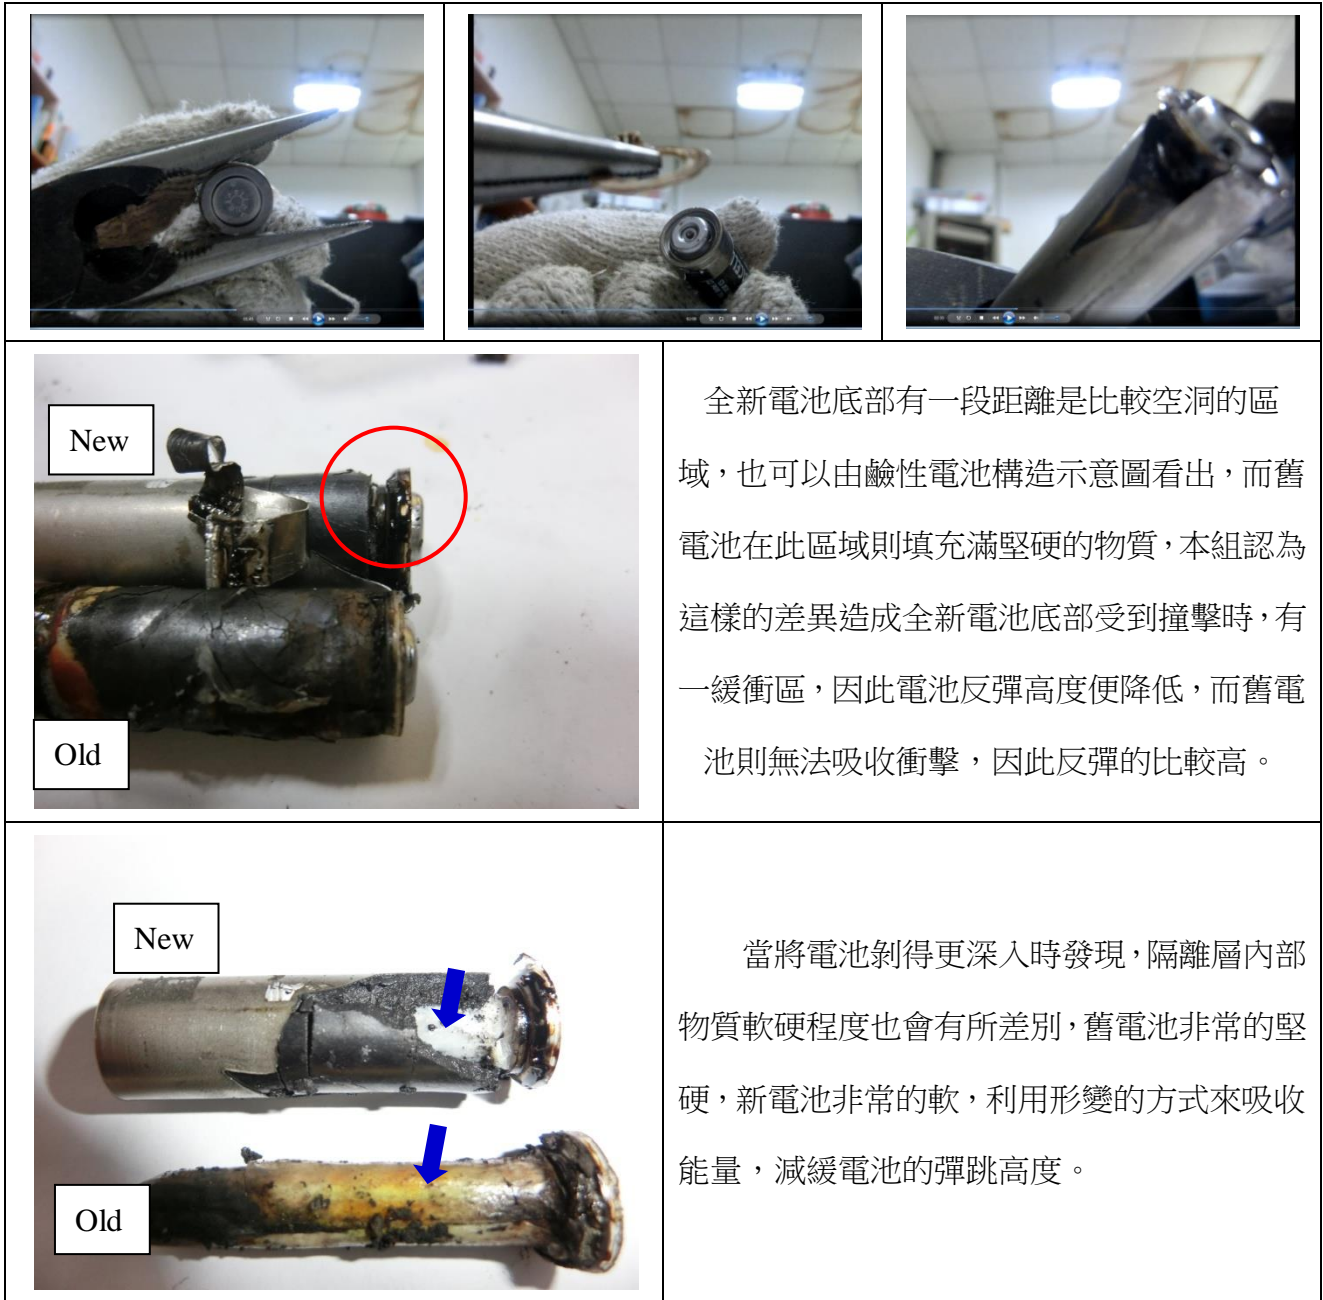 New
Old
全新電池底部有一段距離是比較空洞的區
域，也可以由鹼性電池構造示意圖看出，而舊
電池在此區域則填充滿堅硬的物質，本組認為
這樣的差異造成全新電池底部受到撞擊時，有
一緩衝區，因此電池反彈高度便降低，而舊電
池則無法吸收衝擊，因此反彈的比較高。
New
Old
當將電池剝得更深入時發現，隔離層內部
物質軟硬程度也會有所差別，舊電池非常的堅
硬，新電池非常的軟，利用形變的方式來吸收
能量，減緩電池的彈跳高度。